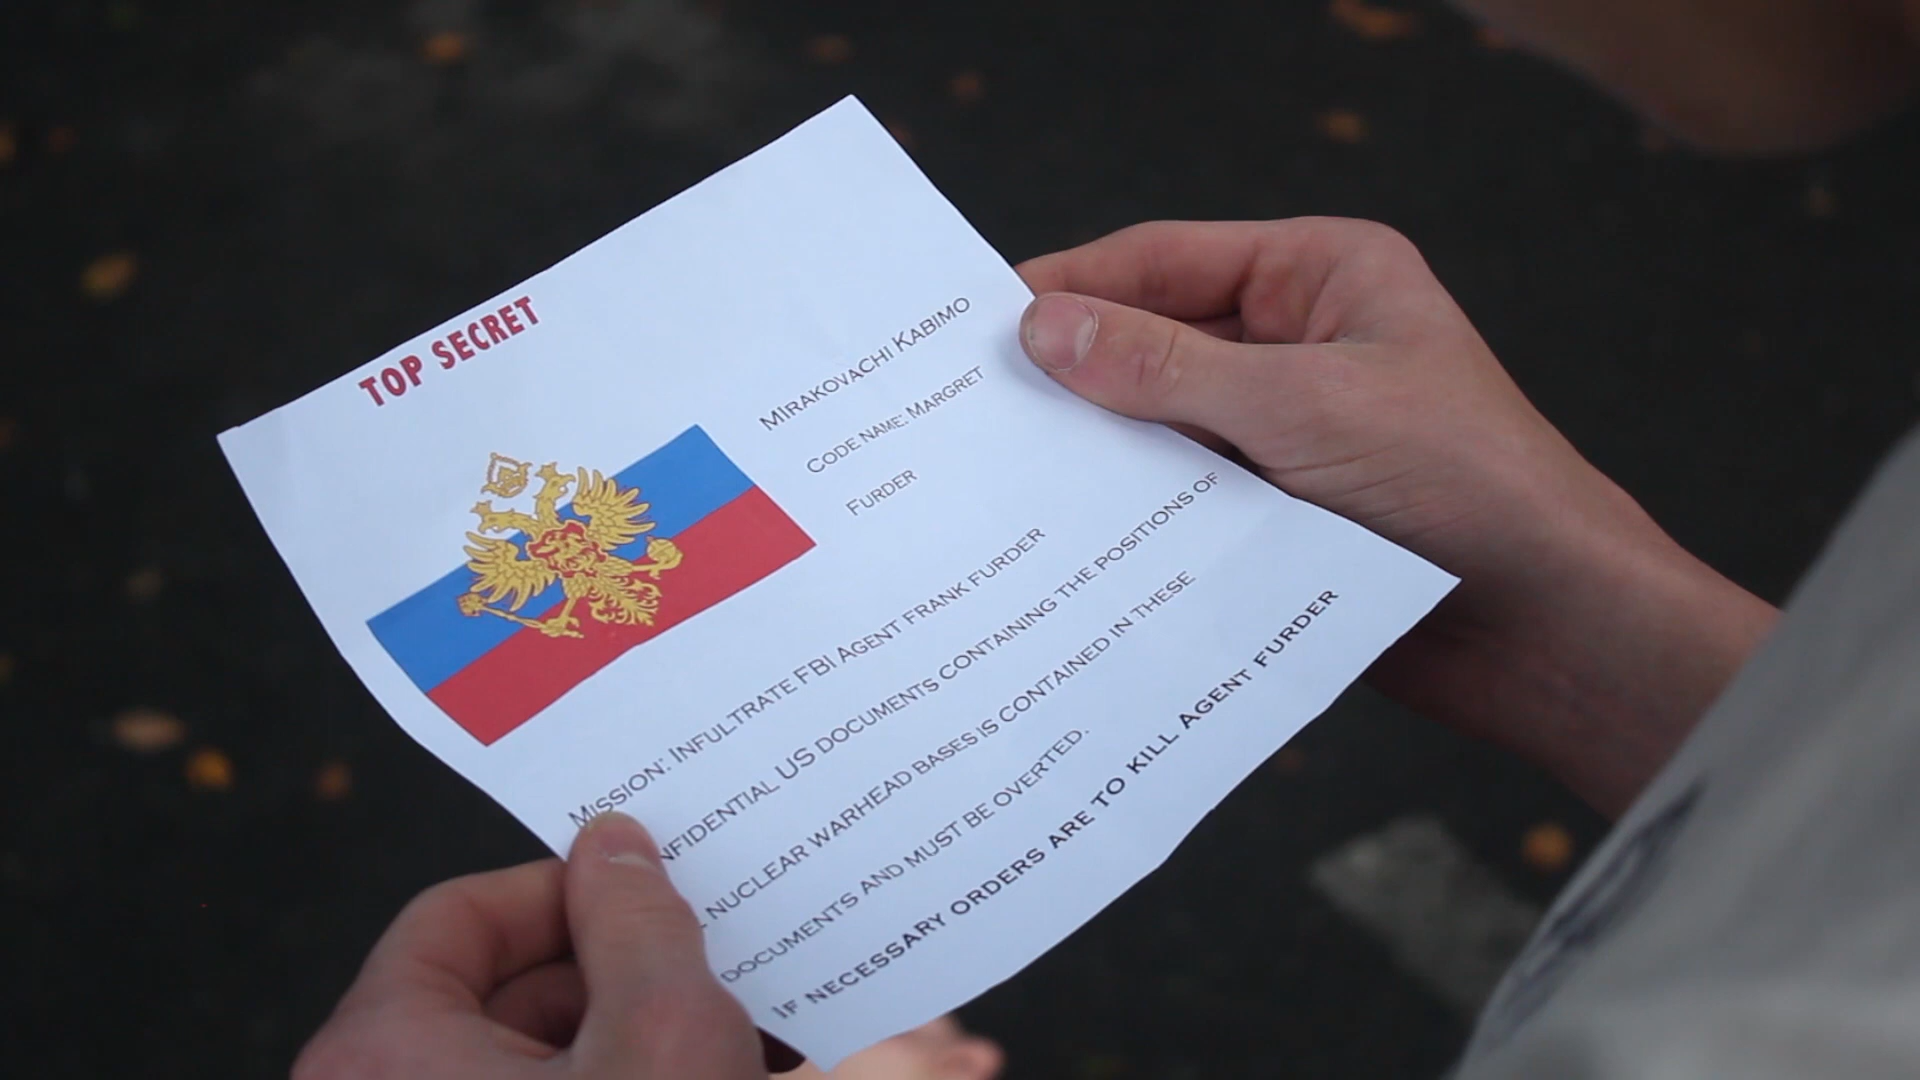 TOP SECRET
MIRAKOVACHI KABIMO
CODE NAME: MARGRET
FURDER
MISSION: INFULTRATE FBI AGENT FRANK FURDER
NFIDENTIAL US DOCUMENTS CONTAINING THE POSITIONS OF
NUCLEAR WARHEAD BASES IS CONTAINED IN THESE
DOCUMENTS AND MUST BE OVERTED.
IF NECESSARY ORDERS ARE TO KILL AGENT FURDER